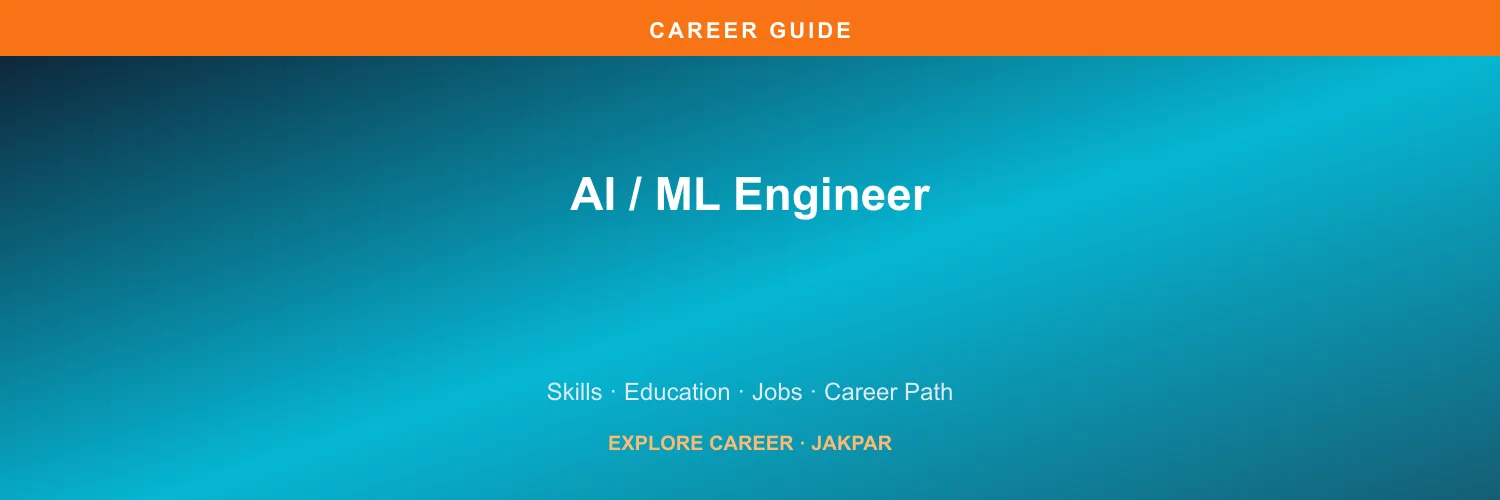 CAREER GUIDE
AI / ML Engineer
Skills · Education · Jobs · Career Path
EXPLORE CAREER · JAKPAR